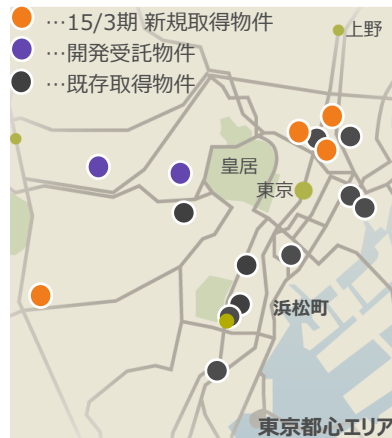 …15/3期 新規取得物件
…開発受託物件
…既存取得物件
上野
皇居
東京
浜松町
東京都心エリア